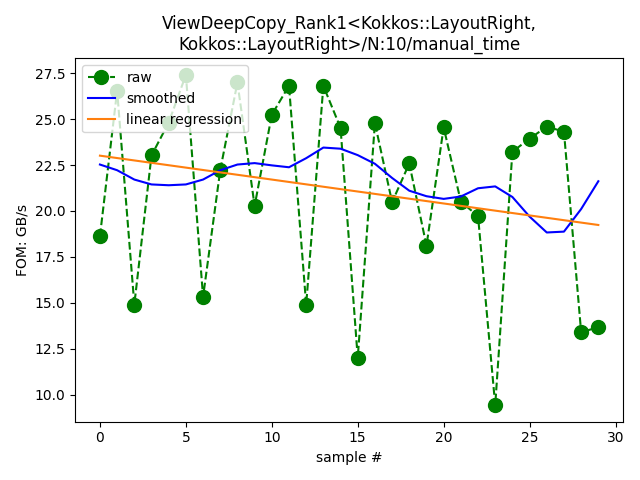 ViewDeepCopy_Rank1<Kokkos::LayoutRight,
Kokkos::LayoutRight>/N:10/manual_time
27.5
25.0
22.5
20.0
17.5
15.0
12.5
10.0
FOM: GB/s
raw
smoothed
linear regression
0
5
10
15
20
25
30
sample #